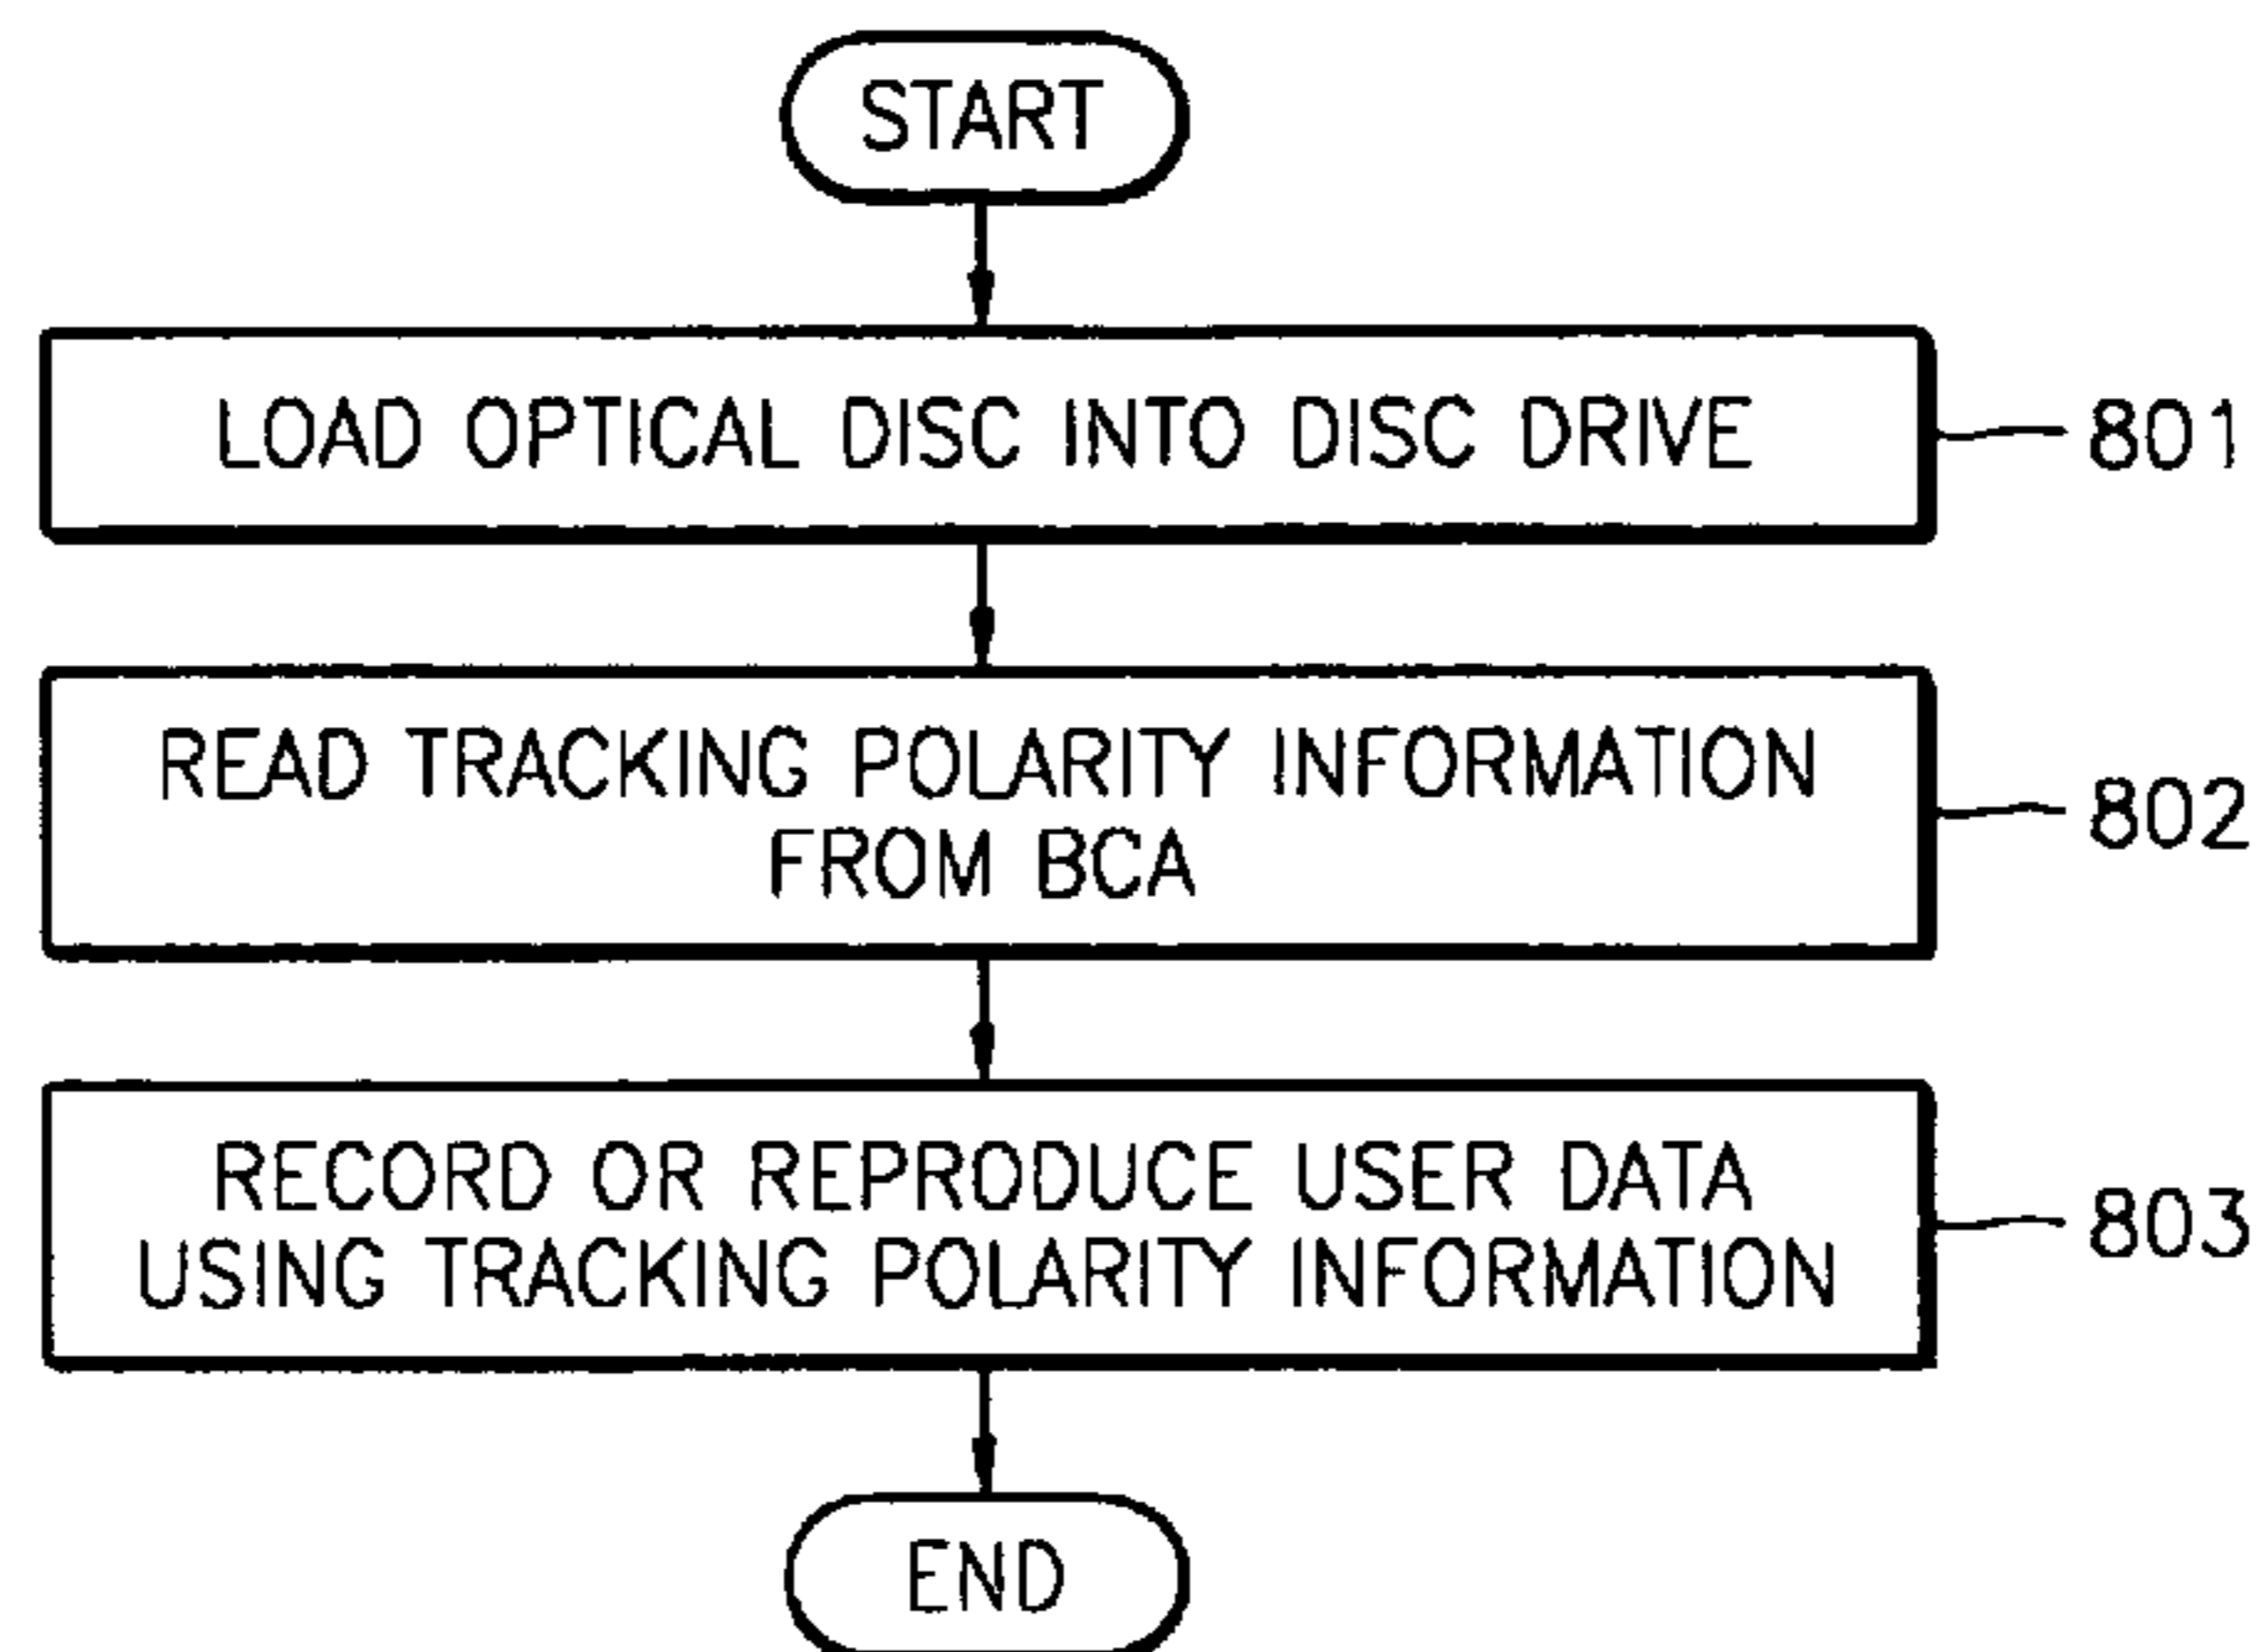 START
LOAD OPTICAL DISC INTO DISC DRIVE
801
READ TRACKING POLARITY INFORMATION
FROM BCA
802
RECORD OR REPRODUCE USER DATA
USING TRACKING POLARITY INFORMATION
803
END